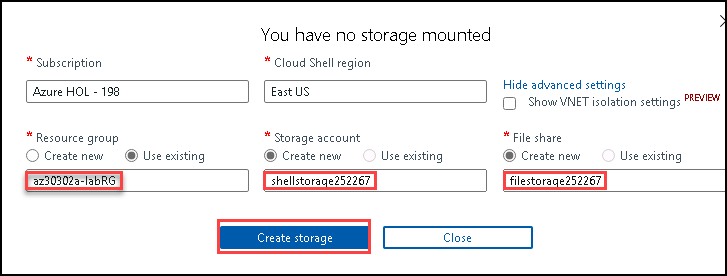 You have no storage mounted
* Subscription
* Cloud Shell region
Azure HOL - 198
East US
Hide advanced settings
Show VNET isolation settings PREVIEW
* Resource group
* Storage account
* File share
Create new
Use existing
Create new
Use existing
Create new
Use existing
az30302a-labRG
shellstorage252267
filestorage252267
Create storage
Close